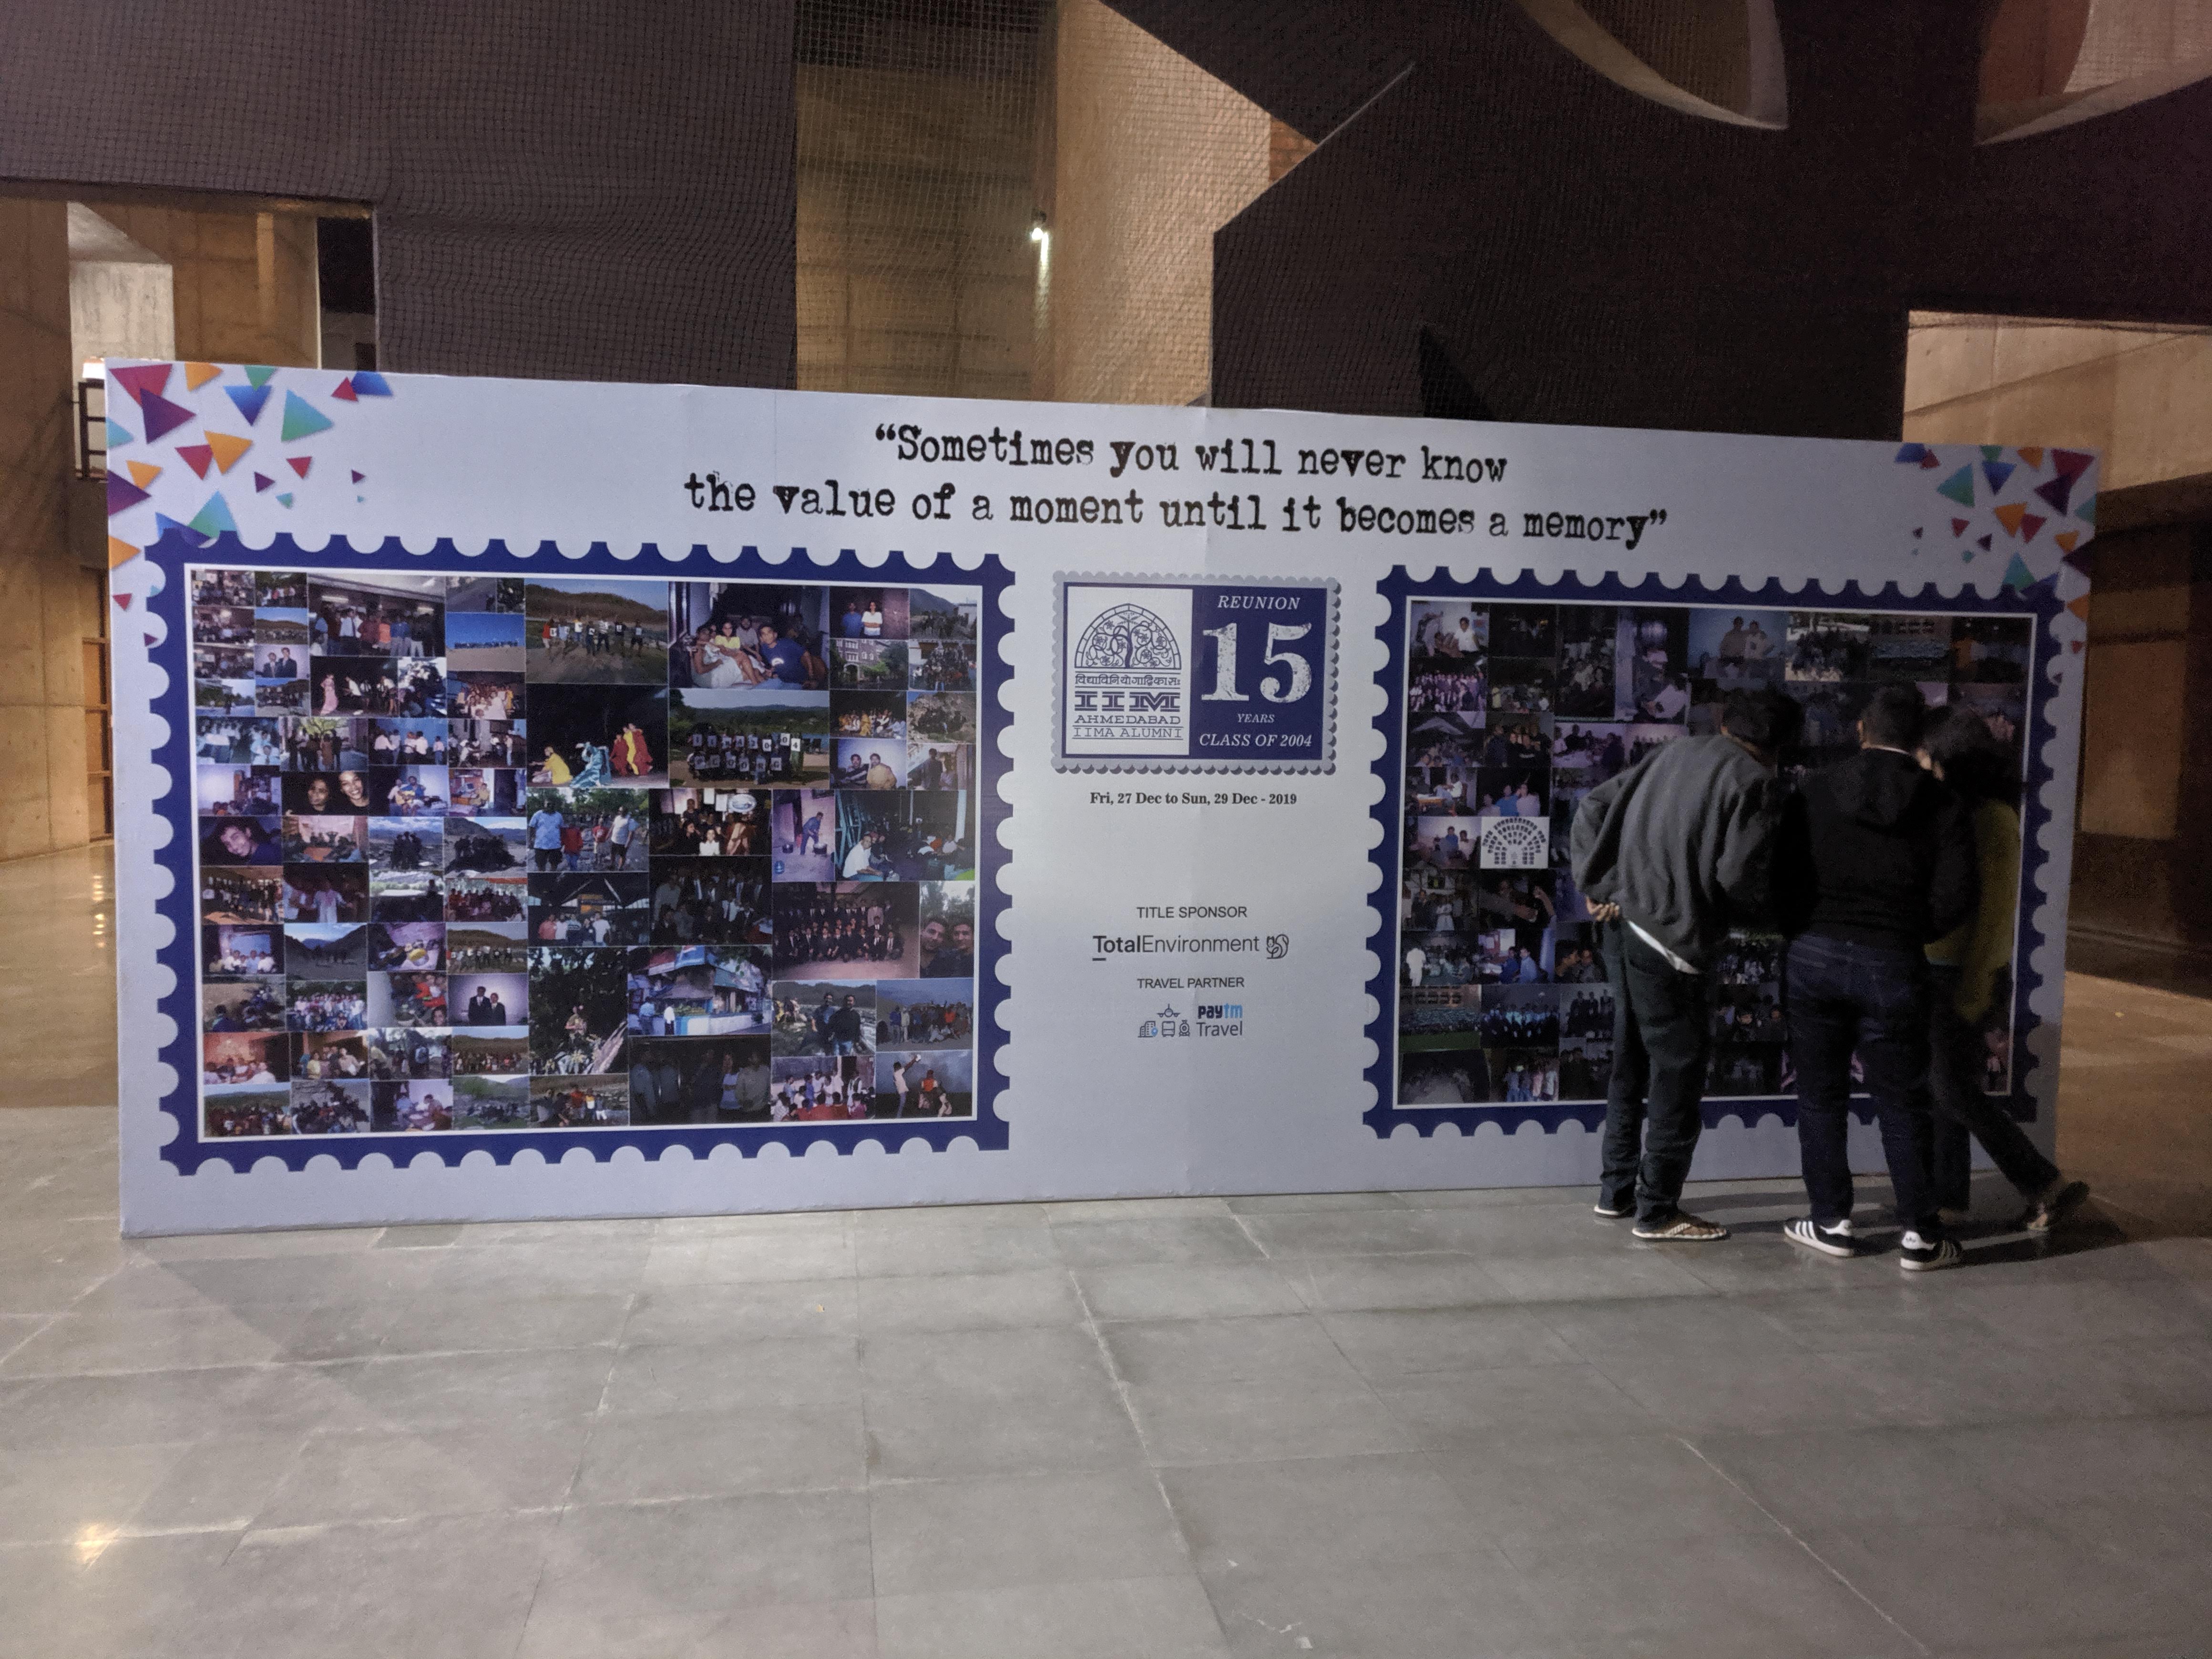 “Sometimes you will never know
the value of a moment until it becomes a memory”
REUNION
15
YEARS
CLASS OF 2004
विद्याविनियोगाद्विकासः
IIM
AHMEDABAD
IIMA ALUMNI
Fri, 27 Dec to Sun, 29 Dec - 2019
TITLE SPONSOR
TotalEnvironment
TRAVEL PARTNER
paytm
Travel